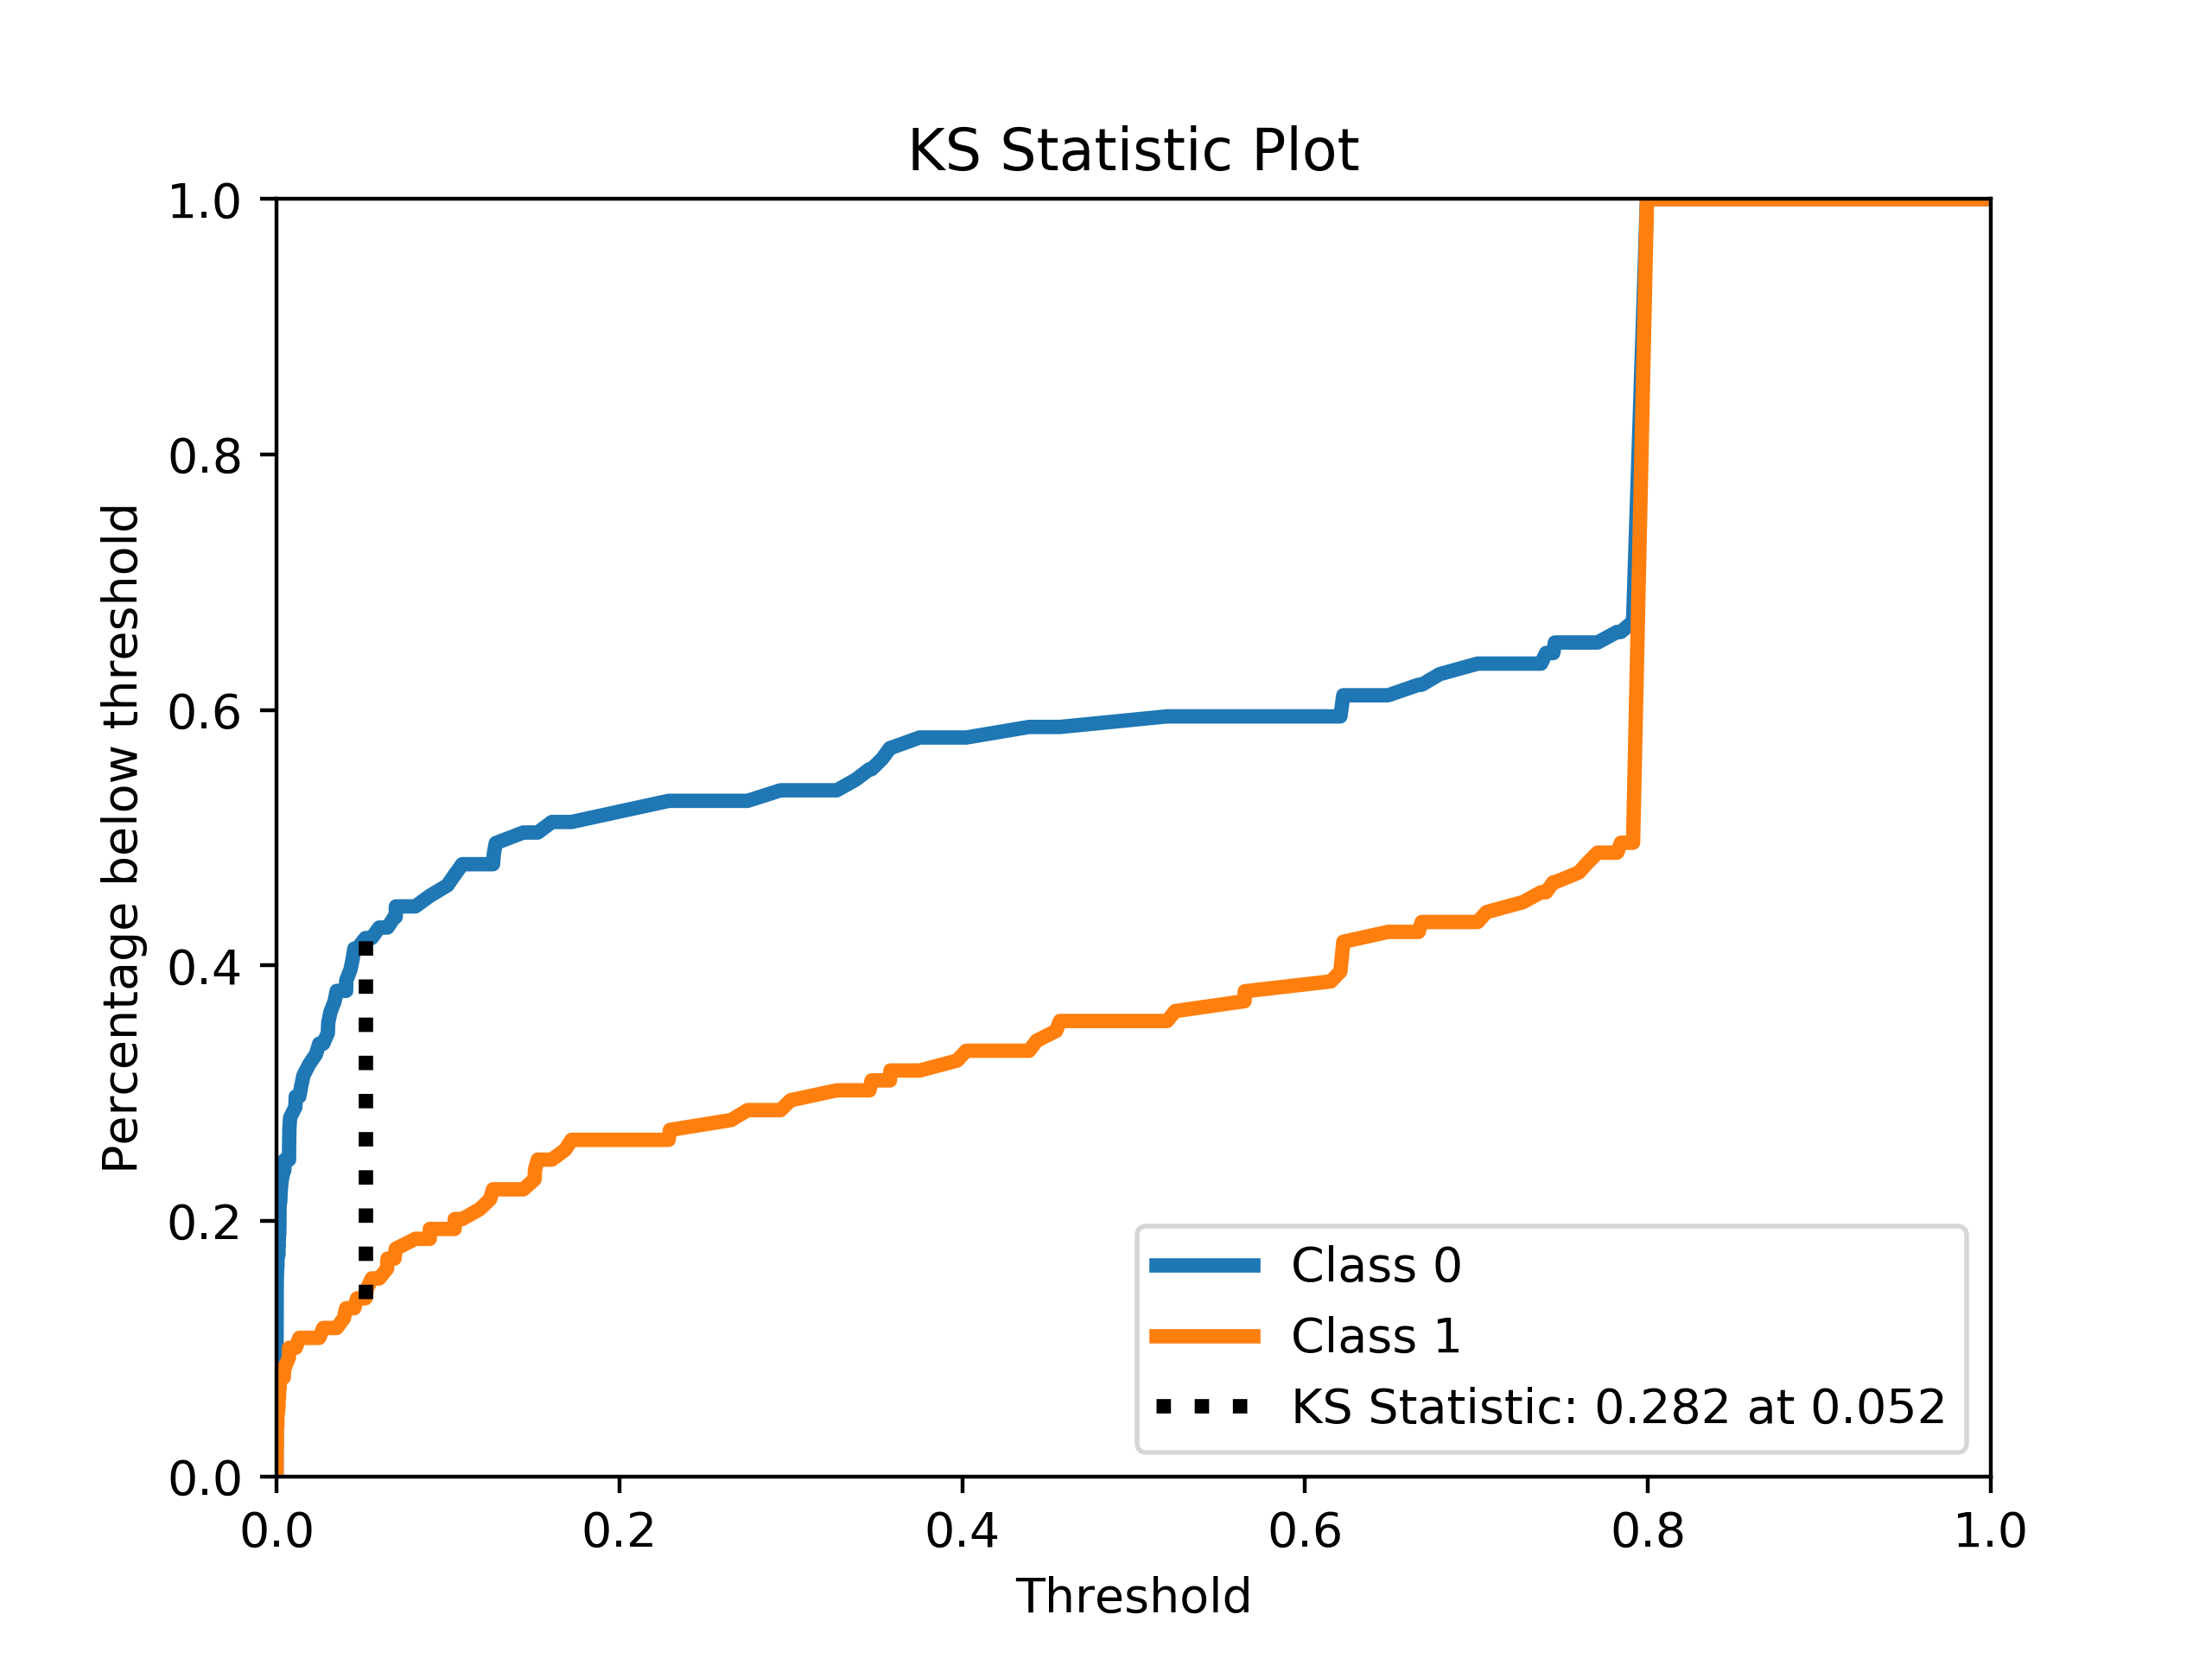 KS Statistic Plot
1.0
0.8
0.6
0.4
0.2
0.0
Percentage below threshold
Class 0
Class 1
KS Statistic: 0.282 at 0.052
0.0 0.2 0.4 0.6 0.8 1.0
Threshold